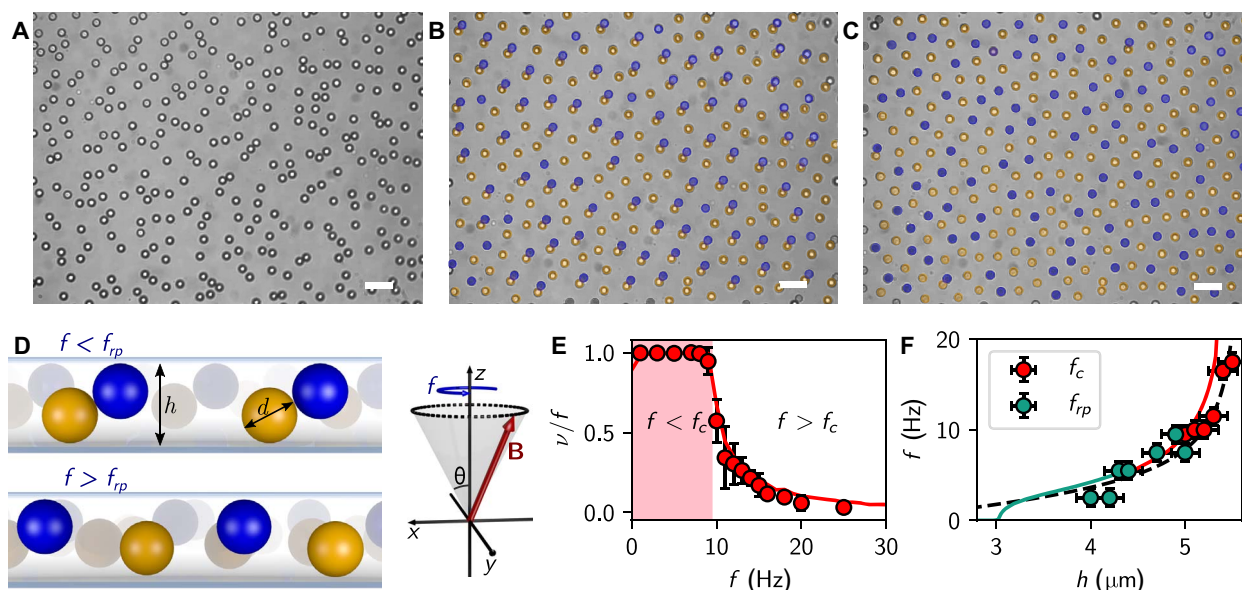 A
B
C
D
f < f_rp
h
d
f > f_rp
f
z
B
θ
x
y
E
1.0
0.5
0.0
ν/f
f < f_c
f > f_c
0 10 20 30
f (Hz)
F
20
10
0
f (Hz)
f_c
f_rp
3 4 5
h (μm)